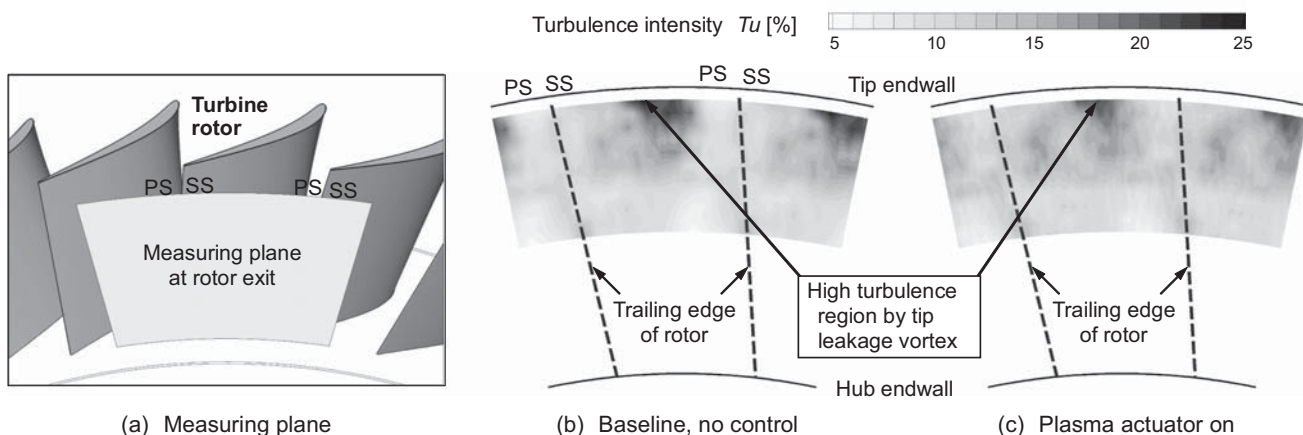 Turbulence intensity Tu [%]
5 10 15 20 25
Turbine
rotor
PS SS PS SS
Measuring plane
at rotor exit
PS SS PS SS
Tip endwall
Trailing edge
of rotor
High turbulence
region by tip
leakage vortex
Trailing edge
of rotor
Hub endwall
(a) Measuring plane
(b) Baseline, no control
(c) Plasma actuator on